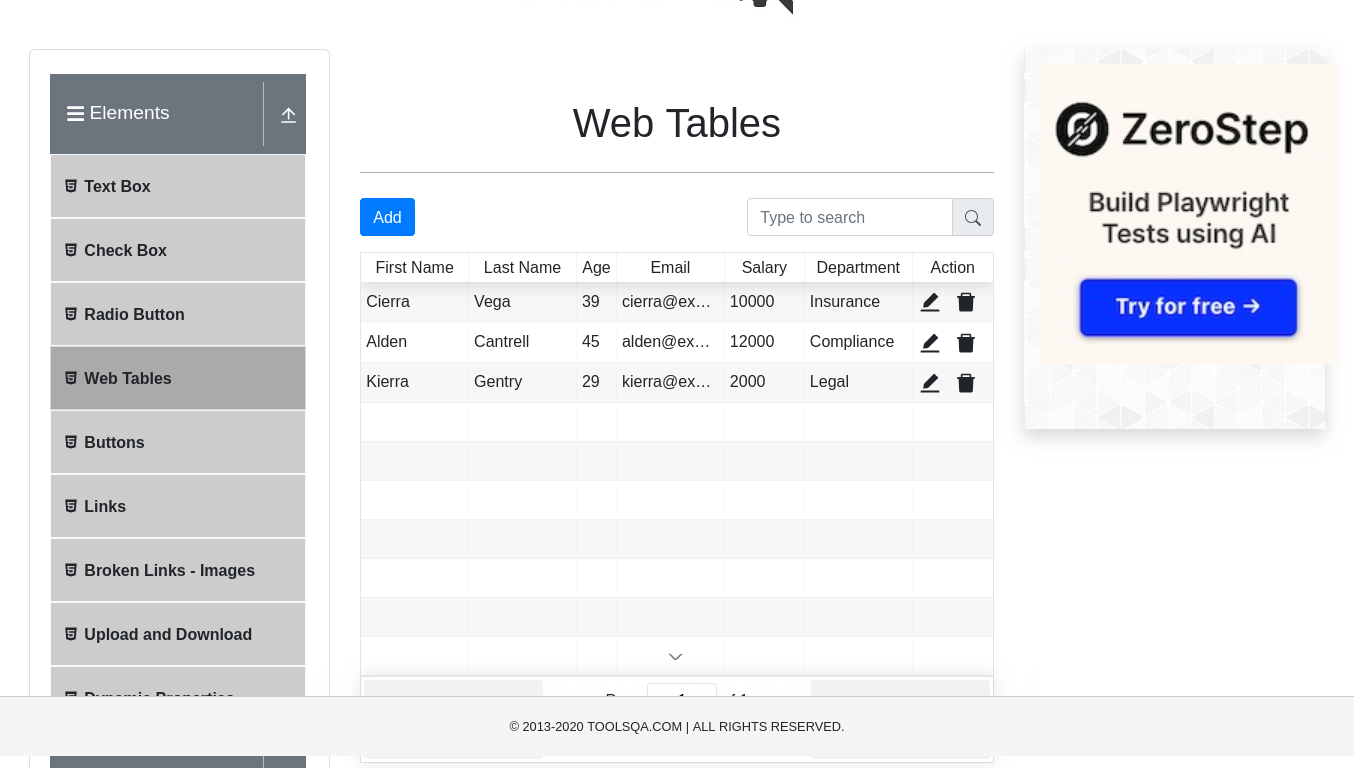 Elements
Text Box
Check Box
Radio Button
Web Tables
Buttons
Links
Broken Links - Images
Upload and Download
Web Tables
Add
Type to search
First Name Last Name Age Email Salary Department Action
Cierra Vega 39 cierra@ex... 10000 Insurance
Alden Cantrell 45 alden@ex... 12000 Compliance
Kierra Gentry 29 kierra@ex... 2000 Legal
ZeroStep
Build Playwright
Tests using AI
Try for free →
© 2013-2020 TOOLSQA.COM | ALL RIGHTS RESERVED.